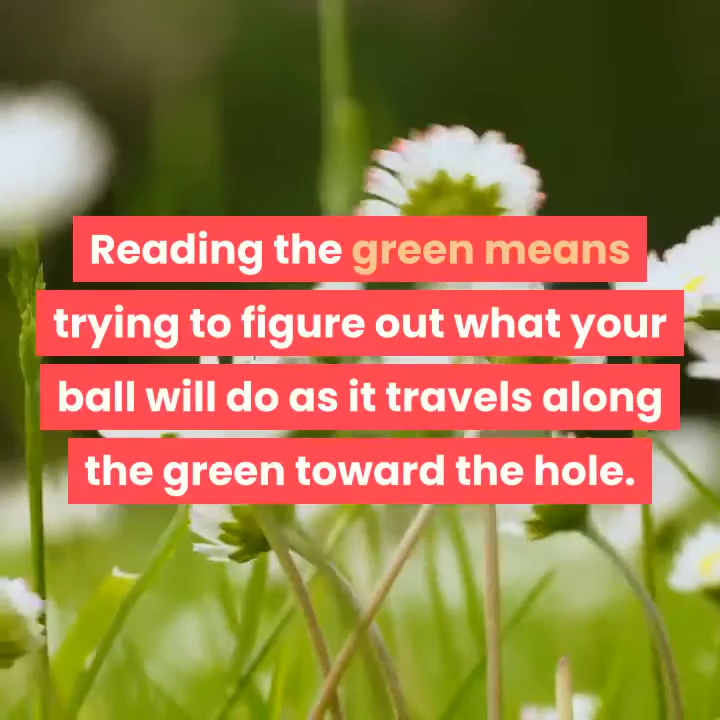 Reading the green means
trying to figure out what your
ball will do as it travels along
the green toward the hole.